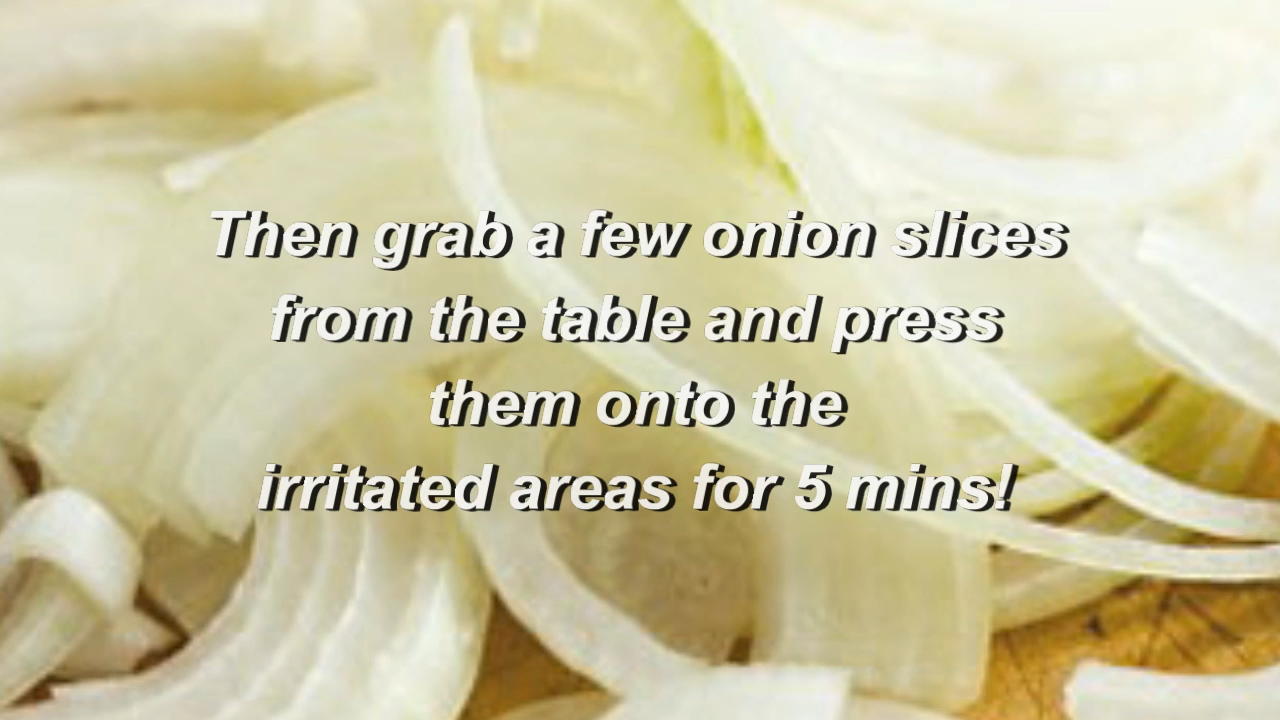 Then grab a few onion slices
from the table and press
them onto the
irritated areas for 5 mins!